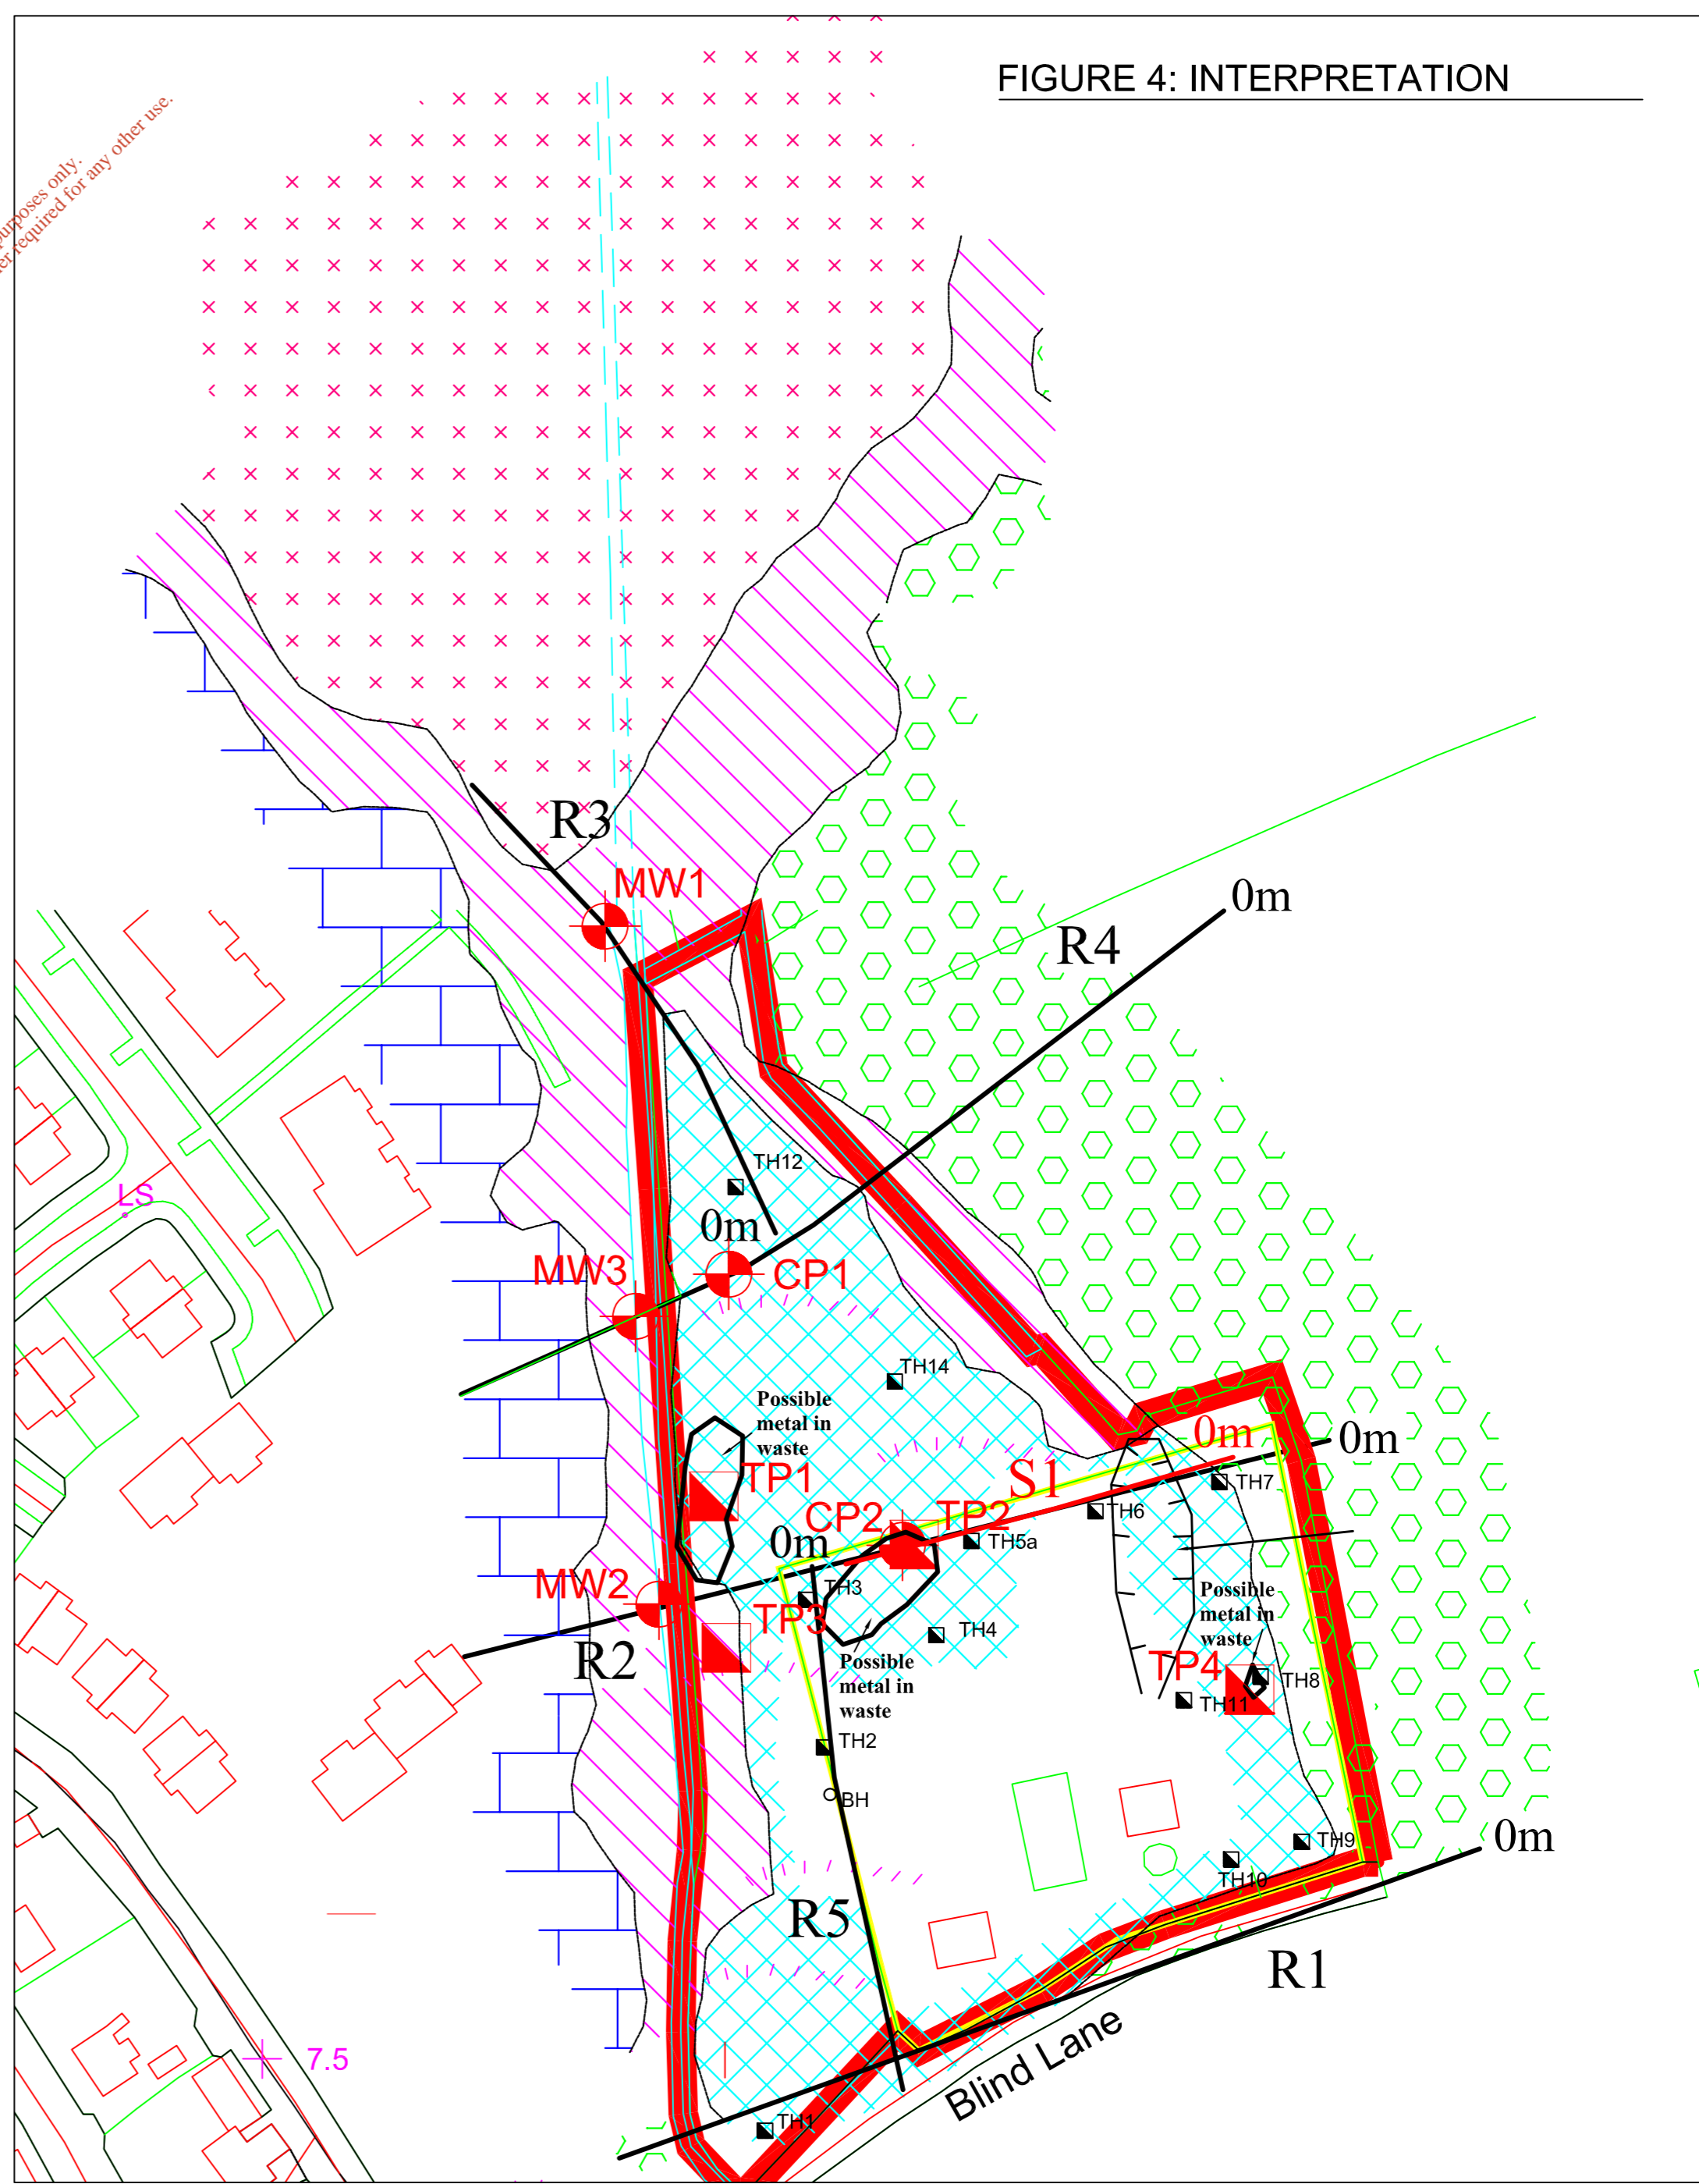 FIGURE 4: INTERPRETATION
purposes only.
required for any other use.
R3
MW1
0m
R4
TH12
LS
0m
MW3
CP1
TH14
Possible
metal in
waste
0m
0m
S1
TH7
TP1
CP2
TP2
TH6
0m
TH5a
MW2
TH3
TP3
TH4
Possible
metal in
waste
R2
Possible
metal in
waste
TP4
TH8
TH11
TH2
BH
TH9
0m
TH10
R5
R1
Blind Lane
7.5
TH1